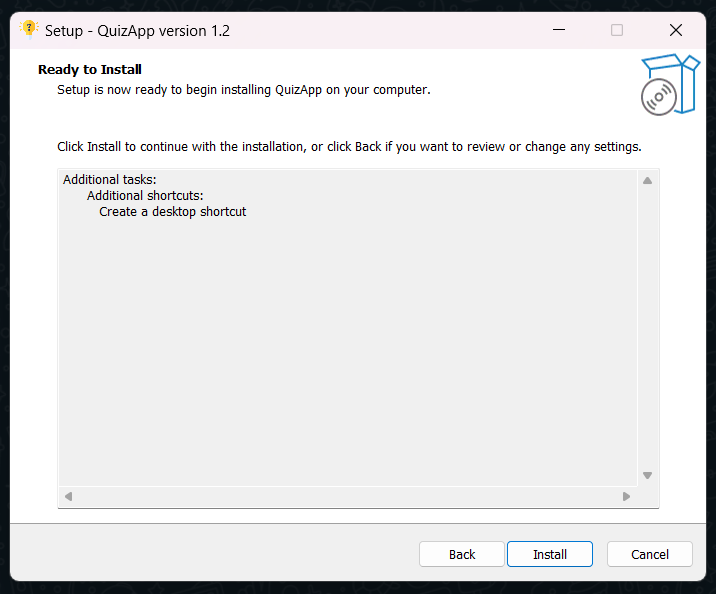 Setup - QuizApp version 1.2
Ready to Install
Setup is now ready to begin installing QuizApp on your computer.
Click Install to continue with the installation, or click Back if you want to review or change any settings.
Additional tasks:
Additional shortcuts:
Create a desktop shortcut
Back Install Cancel